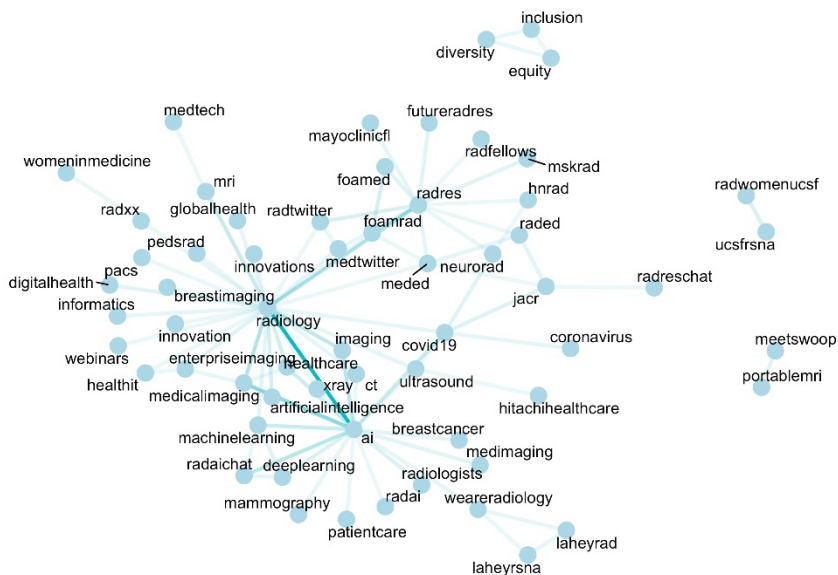 inclusion
diversity
equity
medtech
futureradres
mayoclinicfl
radfellows
womeninmedicine
mri
foamed
mskrad
radres
hnrad
radwomenucsf
radxx
globalhealth
radtwitter
foamrad
raded
pedsrad
ucsfrsna
pacs
innovations
medtwitter
neurorad
digitalhealth
meded
radreschat
informatics
breastimaging
jacr
radiology
innovation
imaging
covid19
coronavirus
webinars
enterpriseimaging
healthcare
meetswoop
healthit
xray
ct
ultrasound
portablemri
medicalimaging
artificialintelligence
hitachihealthcare
machinelearning
ai
breastcancer
medimaging
radaichat
deeplearning
radiologists
mammography
radai
weareradiology
patientcare
laheyrad
laheyrsna